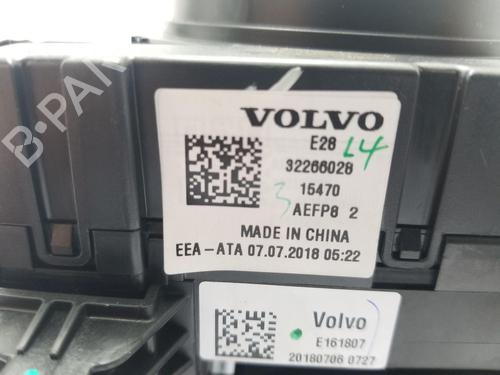 B-PARTS
VOLVO
E28 L4
32266028
15470
3 AEFP8 2
MADE IN CHINA
EEA-ATA 07.07.2018 05:22
Volvo
E161807
20180706 0727